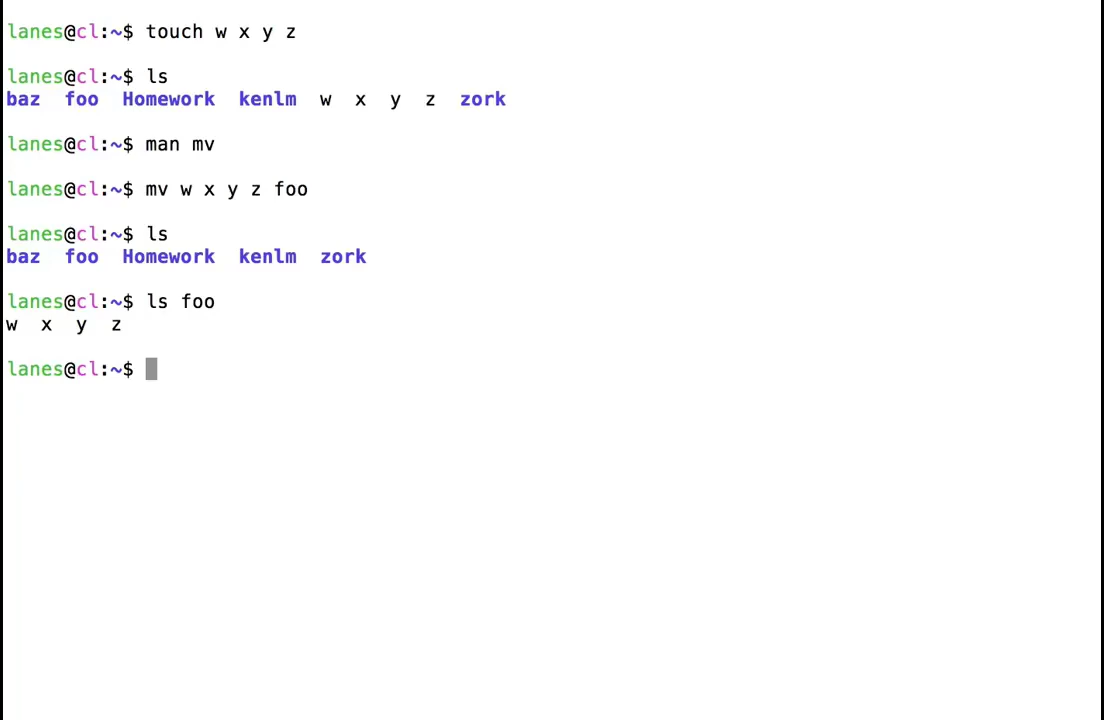 lanes@cl:~$ touch w x y z
lanes@cl:~$ ls
baz  foo  Homework  kenlm  w  x  y  z  zork
lanes@cl:~$ man mv
lanes@cl:~$ mv w x y z foo
lanes@cl:~$ ls
baz  foo  Homework  kenlm  zork
lanes@cl:~$ ls foo
w  x  y  z
lanes@cl:~$